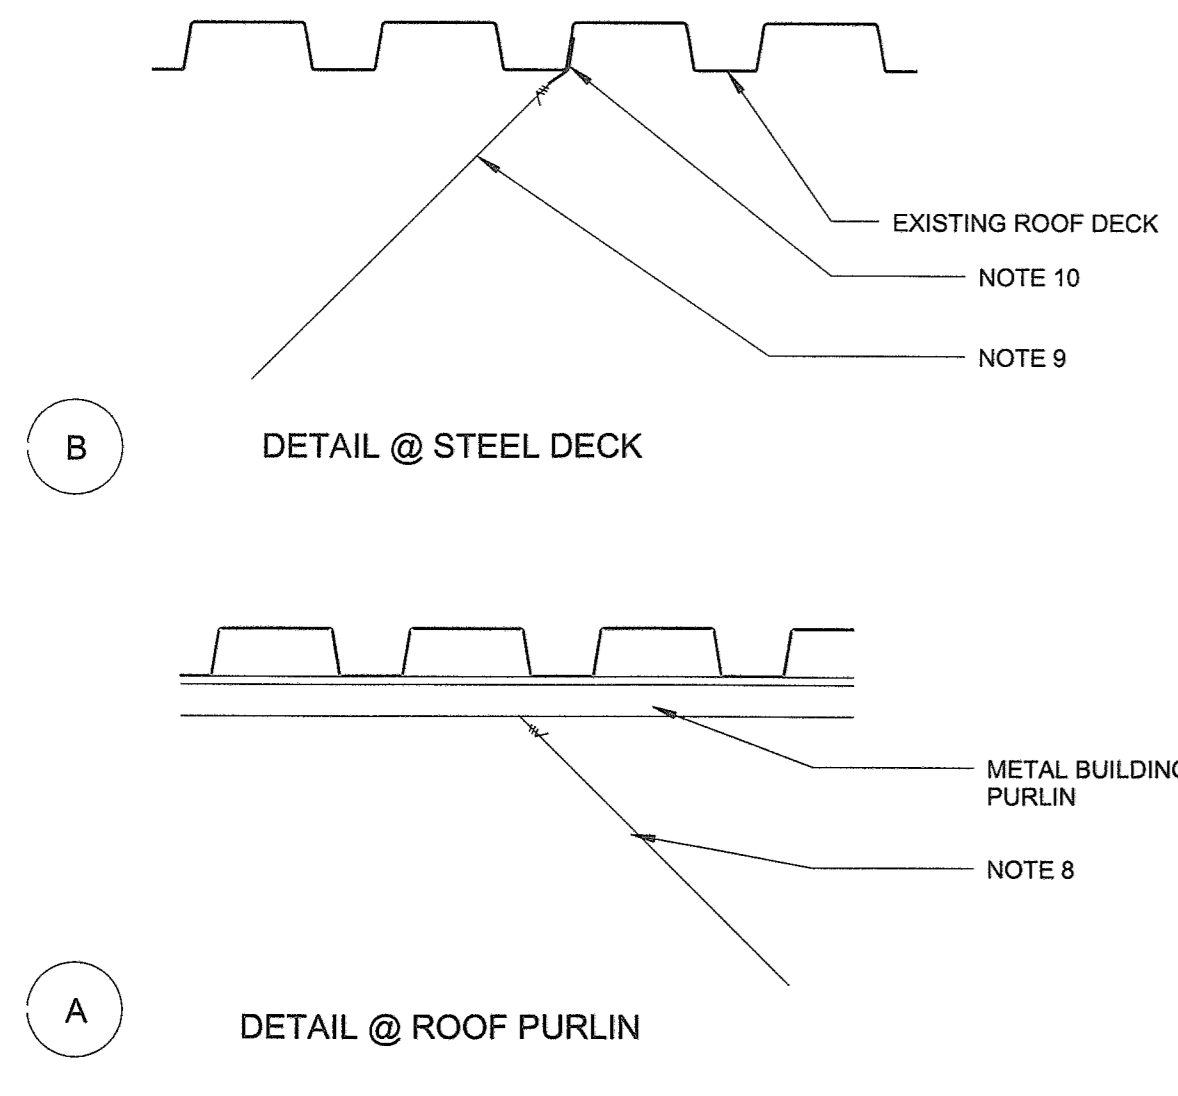 EXISTING ROOF DECK
NOTE 10
NOTE 9
B
DETAIL @ STEEL DECK
METAL BUILDING
PURLIN
NOTE 8
A
DETAIL @ ROOF PURLIN